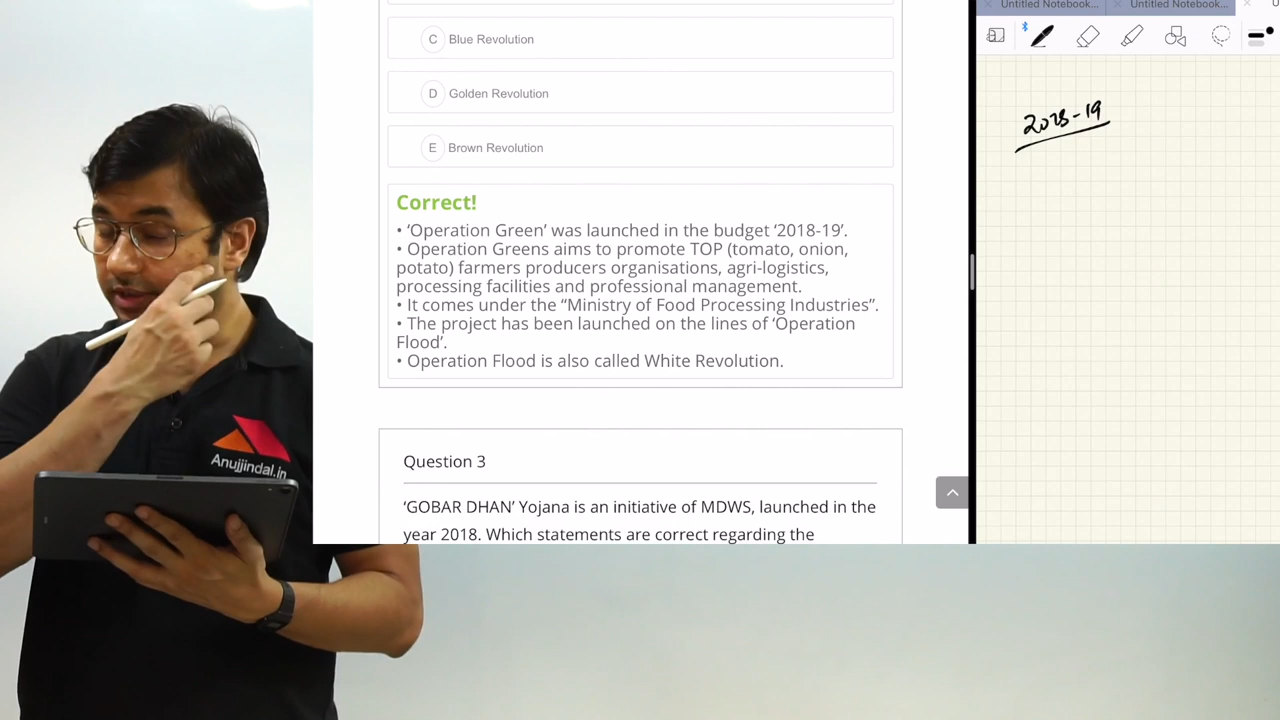 Untitled Notebook...
Untitled Notebook...
C Blue Revolution
D Golden Revolution
E Brown Revolution
2018-19
Correct!
• ‘Operation Green’ was launched in the budget ‘2018-19’.
• Operation Greens aims to promote TOP (tomato, onion,
potato) farmers producers organisations, agri-logistics,
processing facilities and professional management.
• It comes under the “Ministry of Food Processing Industries”.
• The project has been launched on the lines of ‘Operation
Flood’.
• Operation Flood is also called White Revolution.
Anujjindal.in
Question 3
‘GOBAR DHAN’ Yojana is an initiative of MDWS, launched in the
year 2018. Which statements are correct regarding the